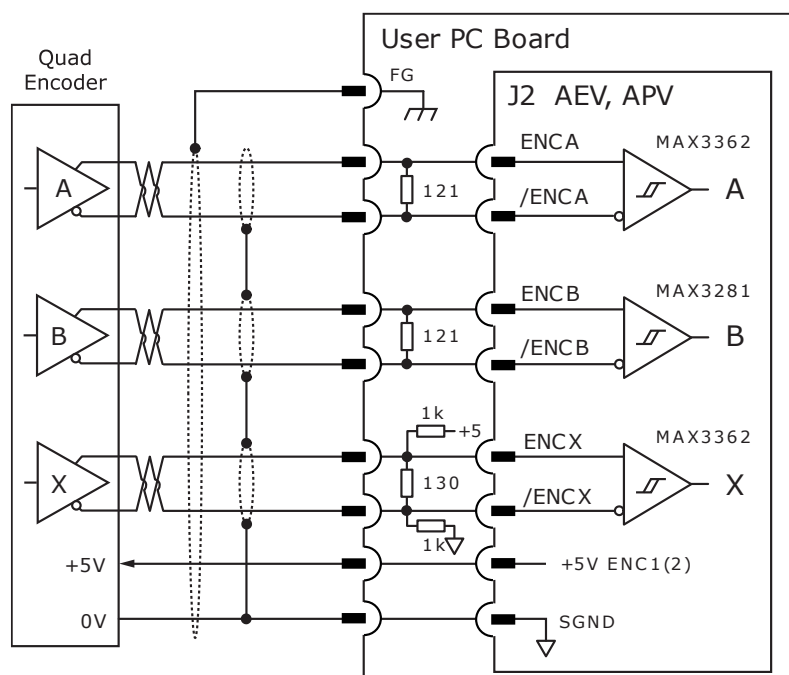 User PC Board
Quad
Encoder
FG
J2 AEV, APV
ENCA
MAX3362
A
121
A
/ENCA
ENCB
MAX3281
B
121
B
/ENCB
1k
+5
ENCX
MAX3362
X
130
X
/ENCX
1k
+5V
+5V ENC1(2)
0V
SGND